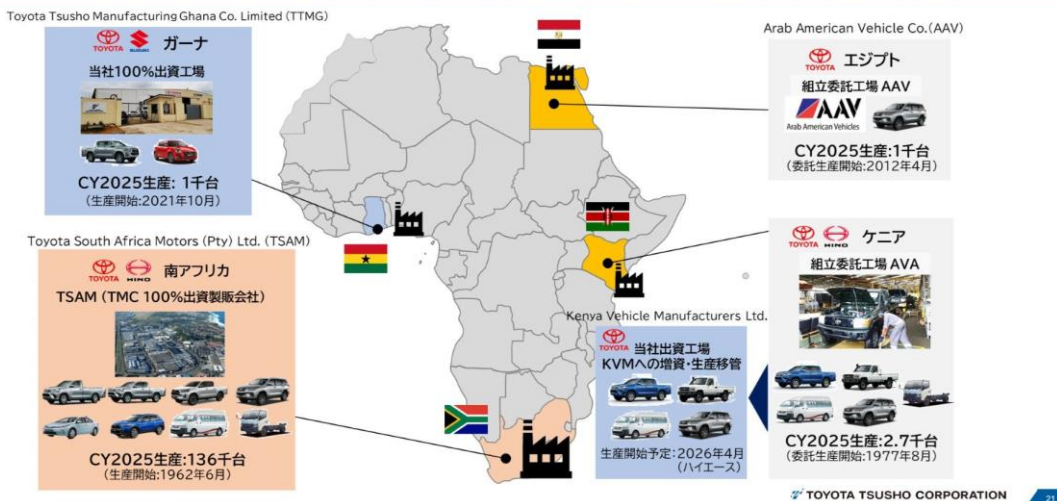 Toyota Tsusho Manufacturing Ghana Co. Limited (TTMG)
TOYOTA SUZUKI ガーナ
当社100%出資工場
CY2025生産: 1千台
(生産開始:2021年10月)
Arab American Vehicle Co.(AAV)
TOYOTA エジプト
組立委託工場 AAV
AAV
Arab American Vehicles
CY2025生産:1千台
(委託生産開始:2012年4月)
Toyota South Africa Motors (Pty) Ltd. (TSAM)
TOYOTA HINO 南アフリカ
TSAM (TMC 100%出資製販会社)
CY2025生産:136千台
(生産開始:1962年6月)
Kenya Vehicle Manufacturers Ltd.
TOYOTA 当社出資工場
KVMへの増資・生産移管
生産開始予定:2026年4月
(ハイエース)
TOYOTA HINO ケニア
組立委託工場 AVA
CY2025生産:2.7千台
(委託生産開始:1977年8月)
TOYOTA TSUSHO CORPORATION
21